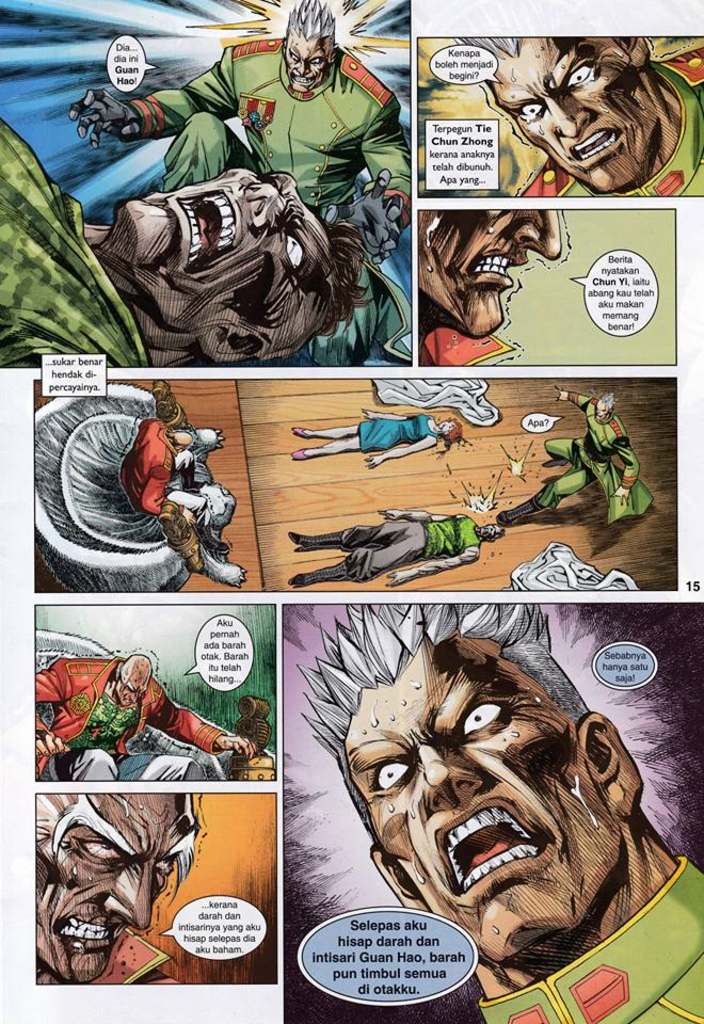 Dia...
dia ini
Guan
Hao!
Kenapa
boleh menjadi
begini?
Terpegun Tie
Chun Zhong
kerana anaknya
telah dibunuh.
Apa yang...
Berita
nyatakan
Chun Yi, iaitu
abang kau telah
aku makan
memang
benar!
...sukar benar
hendak di-
percayainya.
Apa?
15
Aku
pernah
ada barah
otak. Barah
itu telah
hilang...
...kerana
darah dan
intisarinya yang aku
hisap selepas dia
aku baham.
Sebabnya
hanya satu
saja!
Selepas aku
hisap darah dan
intisari Guan Hao, barah
pun timbul semua
di otakku.